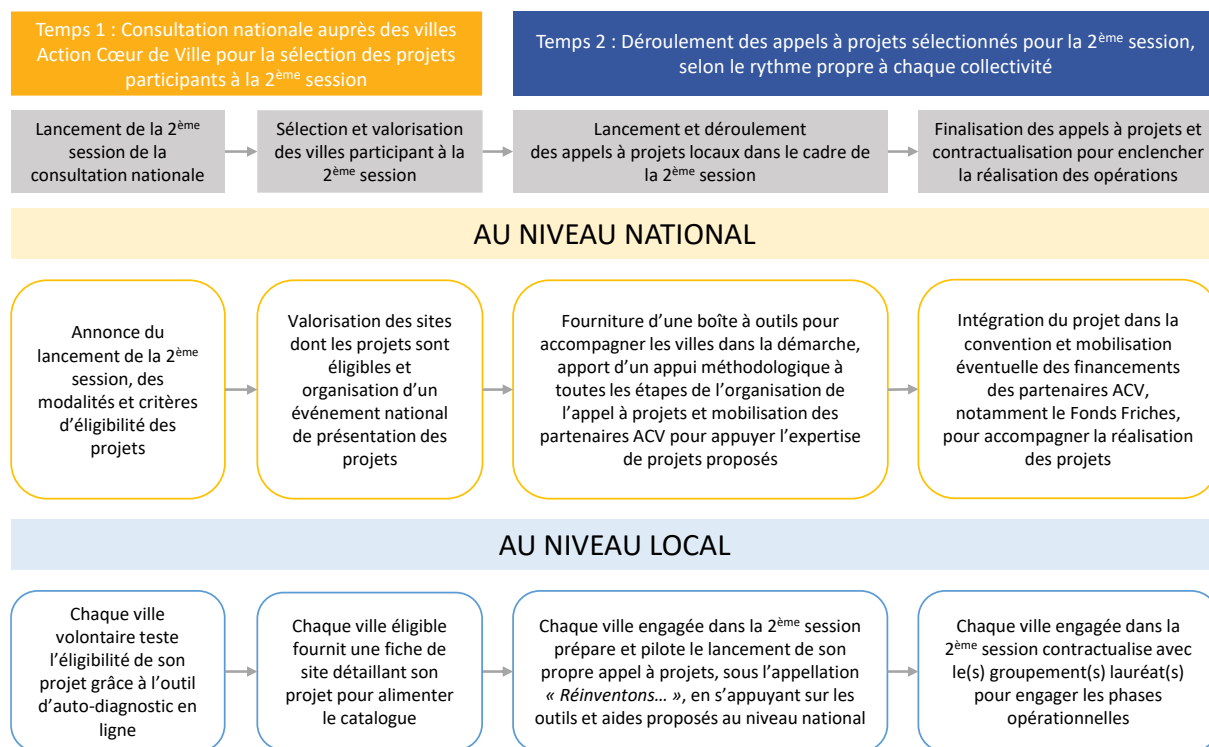 Temps 1 : Consultation nationale auprès des villes
Action Cœur de Ville pour la sélection des projets
participants à la 2ème session
Temps 2 : Déroulement des appels à projets sélectionnés pour la 2ème session,
selon le rythme propre à chaque collectivité
Lancement de la 2ème
session de la
consultation nationale
Sélection et valorisation
des villes participant à la
2ème session
Lancement et déroulement
des appels à projets locaux dans le cadre de
la 2ème session
Finalisation des appels à projets et
contractualisation pour enclencher
la réalisation des opérations
AU NIVEAU NATIONAL
Annonce du
lancement de la 2ème
session, des
modalités et critères
d’éligibilité des
projets
Valorisation des sites
dont les projets sont
éligibles et
organisation d’un
événement national
de présentation des
projets
Fourniture d’une boîte à outils pour
accompagner les villes dans la démarche,
apport d’un appui méthodologique à
toutes les étapes de l’organisation de
l’appel à projets et mobilisation des
partenaires ACV pour appuyer l’expertise
de projets proposés
Intégration du projet dans la
convention et mobilisation
éventuelle des financements
des partenaires ACV,
notamment le Fonds Friches,
pour accompagner la réalisation
des projets
AU NIVEAU LOCAL
Chaque ville
volontaire teste
l’éligibilité de son
projet grâce à l’outil
d’auto-diagnostic en
ligne
Chaque ville éligible
fournit une fiche de
site détaillant son
projet pour alimenter
le catalogue
Chaque ville engagée dans la 2ème session
prépare et pilote le lancement de son
propre appel à projets, sous l’appellation
« Réinventons… », en s’appuyant sur les
outils et aides proposés au niveau national
Chaque ville engagée dans la
2ème session contractualise avec
le(s) groupement(s) lauréat(s)
pour engager les phases
opérationnelles